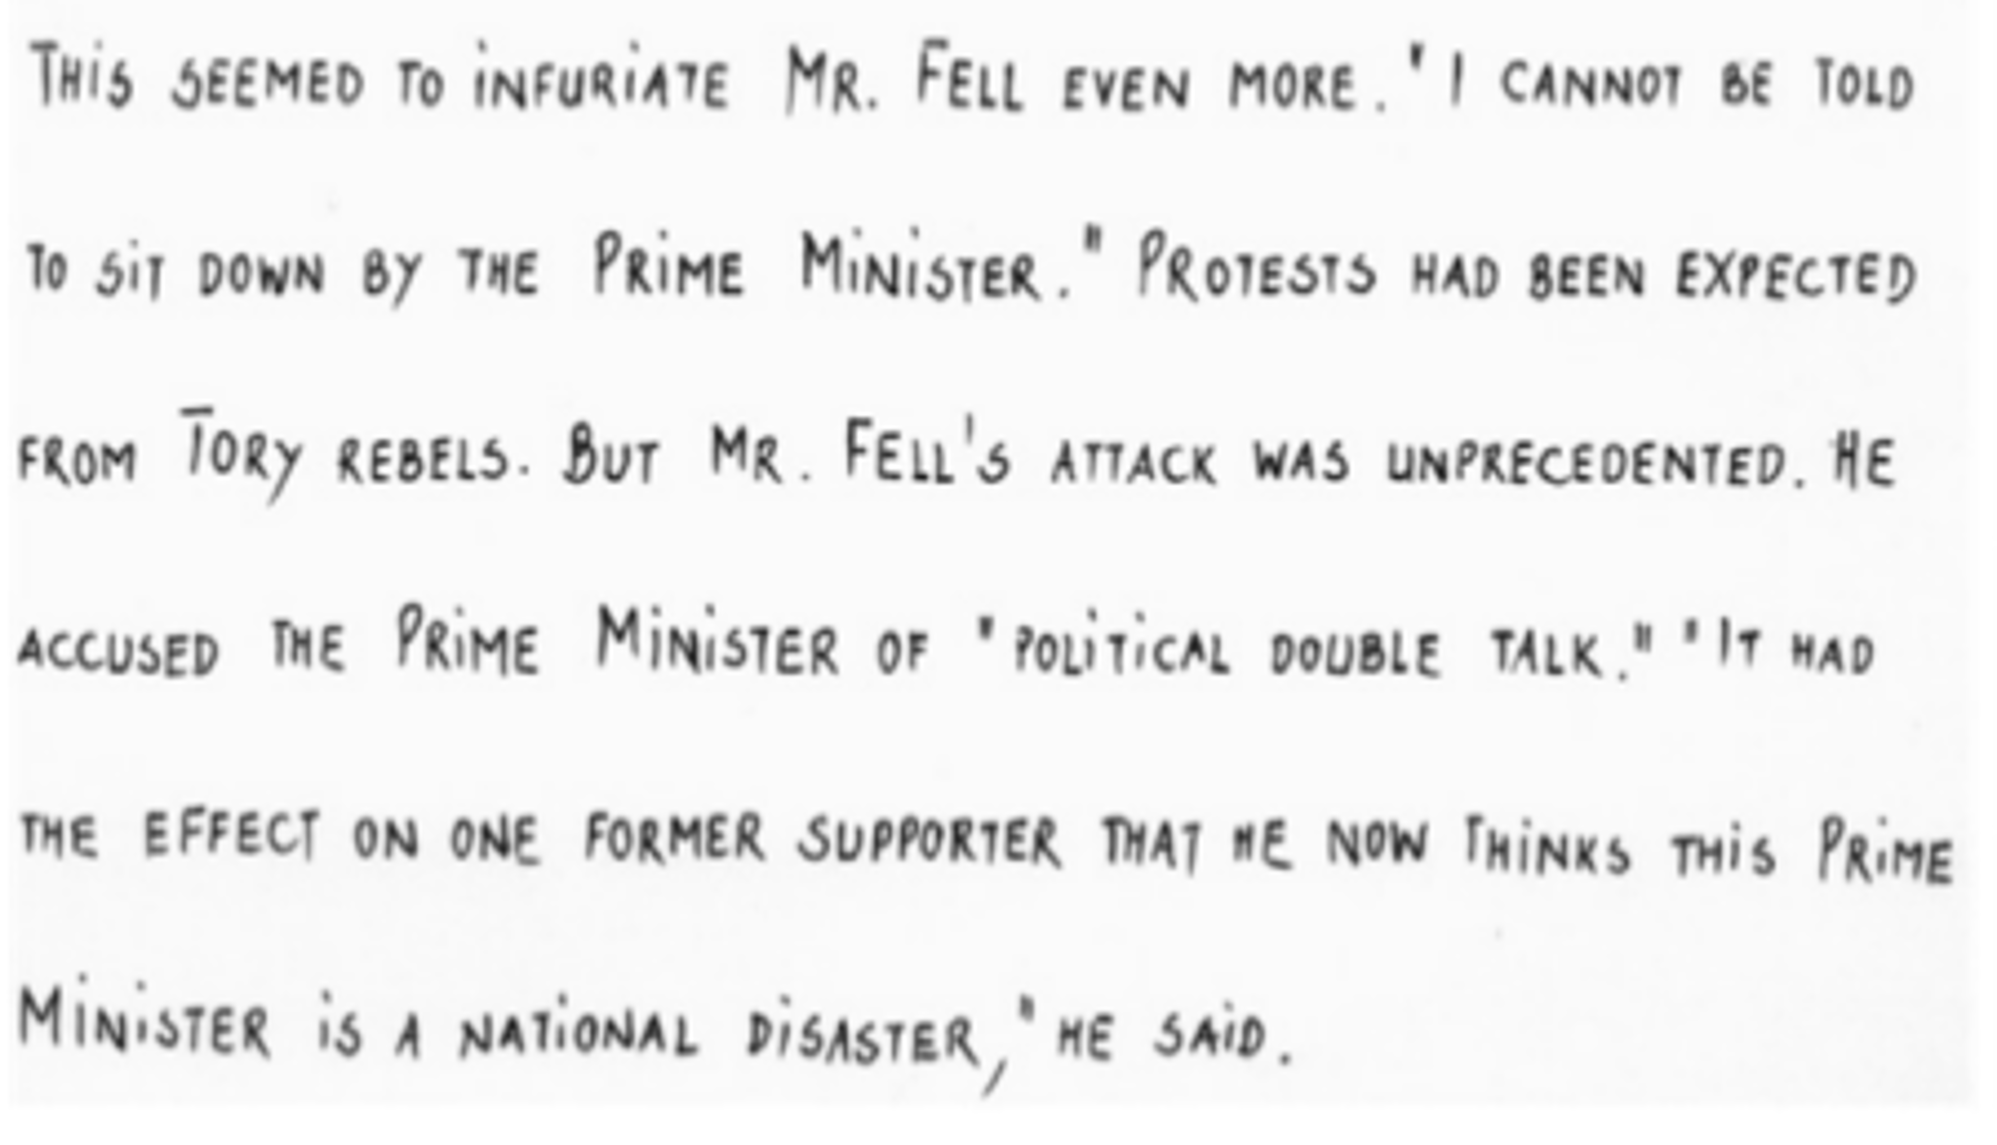 This seemed to infuriate Mr. Fell even more. "I cannot be told
to sit down by the Prime Minister." Protests had been expected
from Tory rebels. But Mr. Fell's attack was unprecedented. He
accused the Prime Minister of "political double talk." "It had
the effect on one former supporter that he now thinks this Prime
Minister is a national disaster," he said.